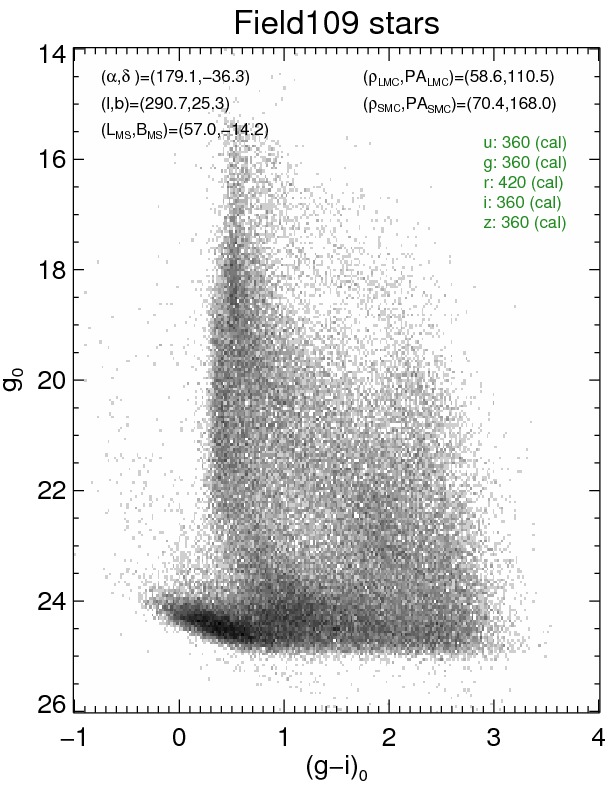 Field109 stars
(α,δ )=(179.1,−36.3)
(ρLMC,PALMC)=(58.6,110.5)
(l,b)=(290.7,25.3)
(ρSMC,PASMC)=(70.4,168.0)
(LMS,BMS)=(57.0,−14.2)
u: 360 (cal)
g: 360 (cal)
r: 420 (cal)
i: 360 (cal)
z: 360 (cal)
14
16
18
20
22
24
26
g0
−1 0 1 2 3 4
(g−i)0